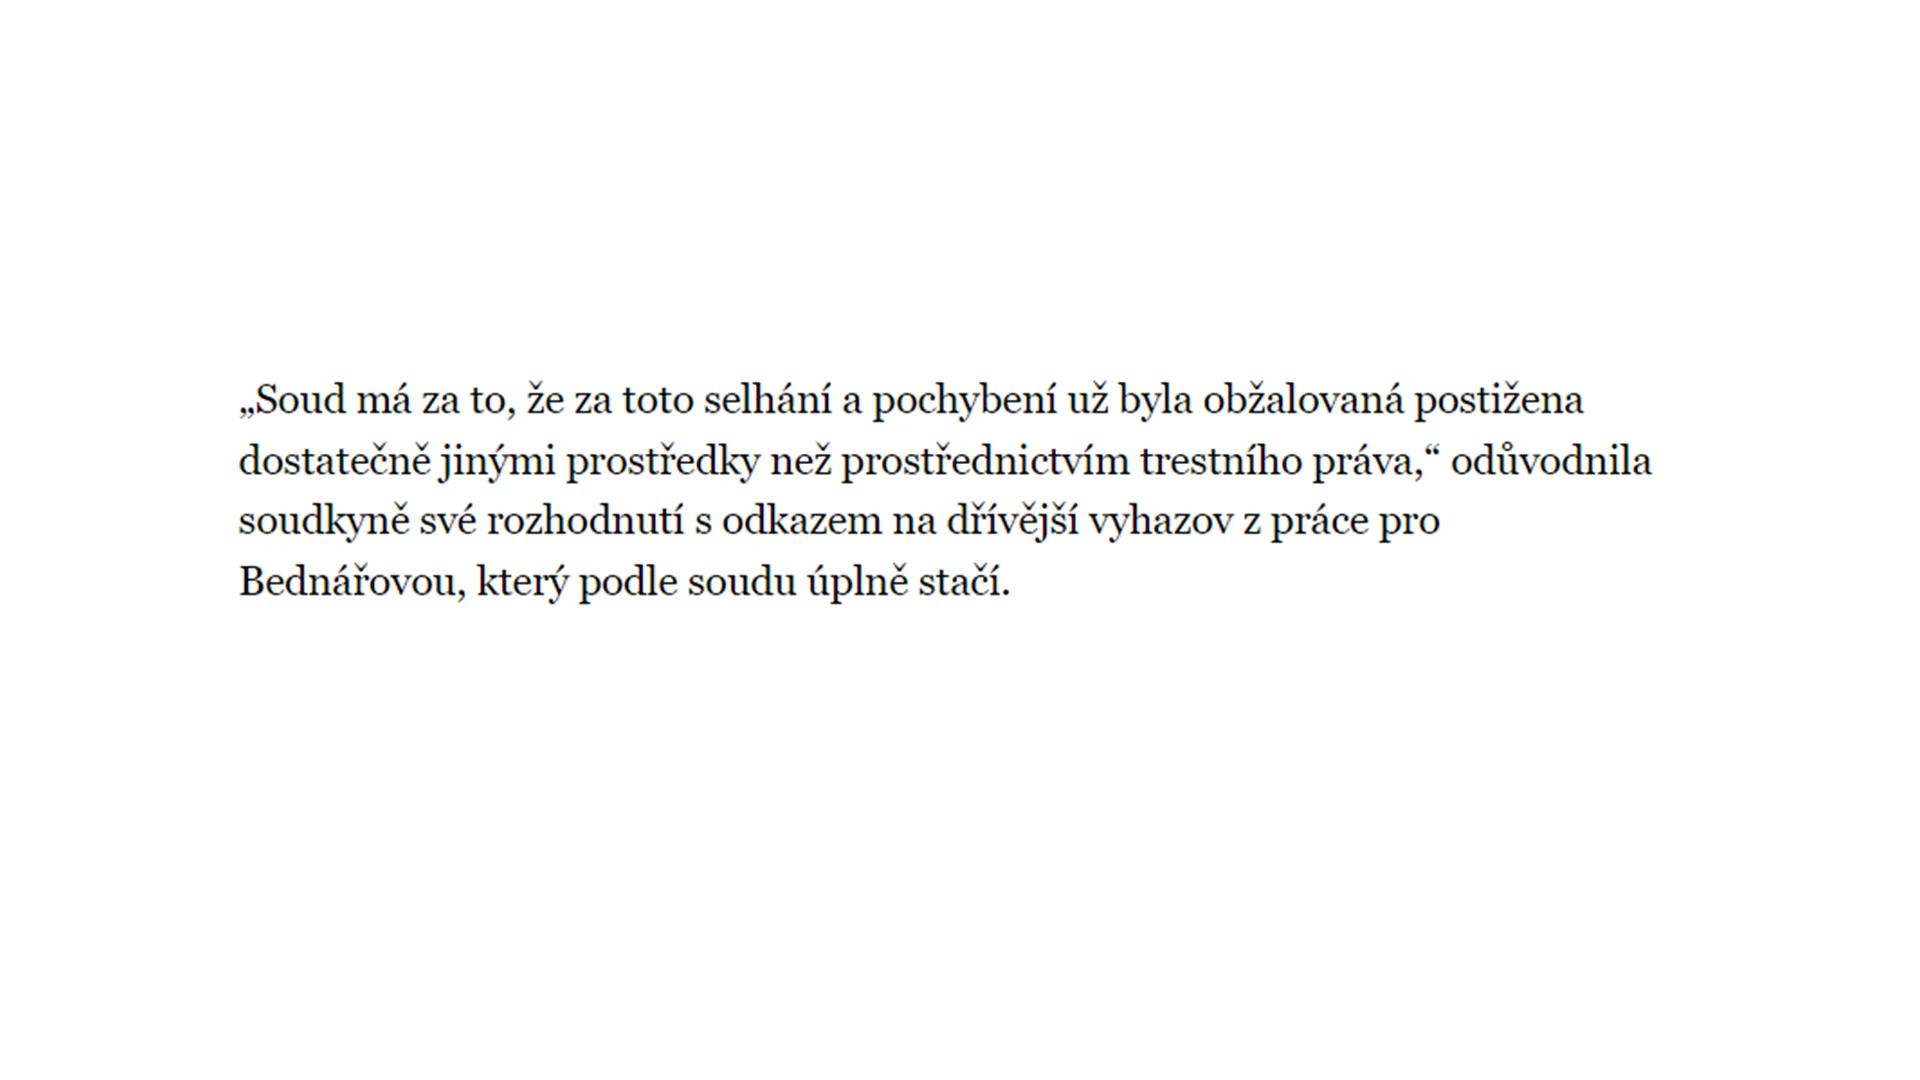 „Soud má za to, že za toto selhání a pochybení už byla obžalovaná postižena
dostatečně jinými prostředky než prostřednictvím trestního práva,“ odůvodnila
soudkyně své rozhodnutí s odkazem na dřívější vyhazov z práce pro
Bednářovou, který podle soudu úplně stačí.